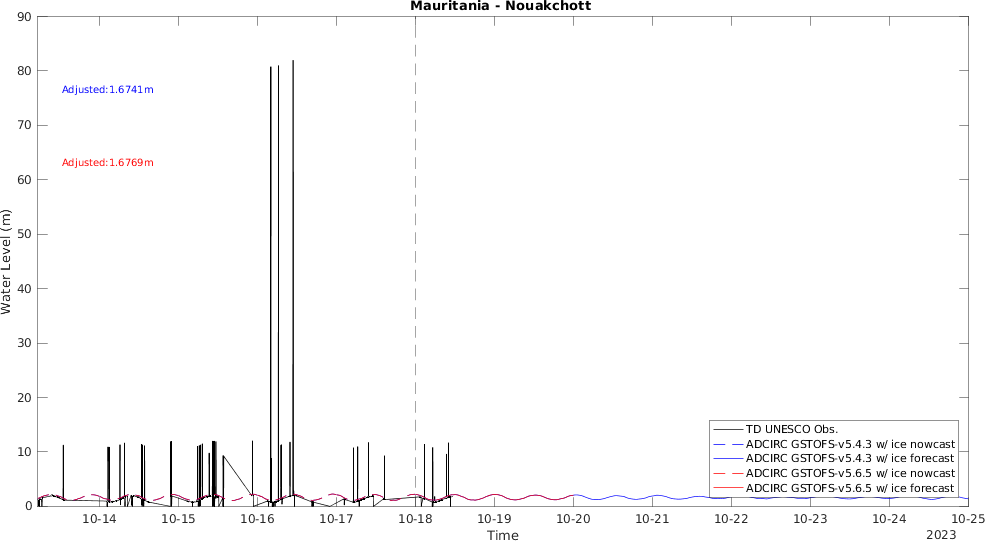 Mauritania - Nouakchott
90
80
70
60
50
40
30
20
10
0
Water Level (m)
Adjusted:1.6741m
Adjusted:1.6769m
TD UNESCO Obs.
ADCIRC GSTOFS-v5.4.3 w/ ice nowcast
ADCIRC GSTOFS-v5.4.3 w/ ice forecast
ADCIRC GSTOFS-v5.6.5 w/ ice nowcast
ADCIRC GSTOFS-v5.6.5 w/ ice forecast
10-14 10-15 10-16 10-17 10-18 10-19 10-20 10-21 10-22 10-23 10-24 10-25
Time
2023